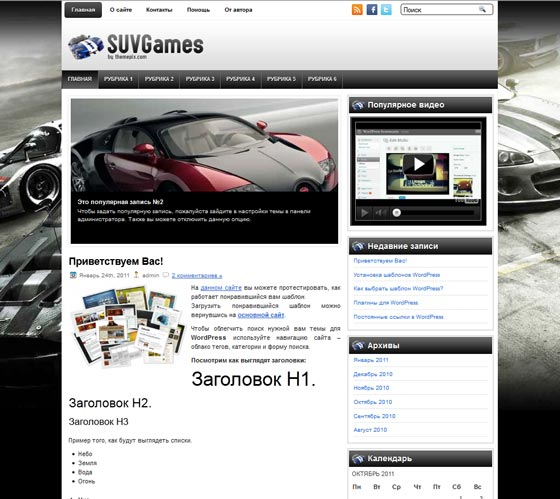 Главная О сайте Контакты Помощь От автора
Поиск
SUVGames
by themepix.com
ГЛАВНАЯ РУБРИКА 1 РУБРИКА 2 РУБРИКА 3 РУБРИКА 4 РУБРИКА 5 РУБРИКА 6
Это популярная запись №2
Чтобы задать популярную запись, пожалуйста зайдите в настройки темы в панели
администратора. Также вы можете отключить данную опцию.
Приветствуем Вас!
Январь 24th, 2011 admin 2 комментариев »
На данном сайте вы можете протестировать, как
работает понравившийся вам шаблон
Загрузить понравившийся шаблон можно
вернувшись на основной сайт.
Чтобы облегчить поиск нужной вам темы для
WordPress используйте навигацию сайта –
облако тегов, категории и форму поиска.
Посмотрим как выглядят заголовки:
Заголовок H1.
Заголовок H2.
Заголовок H3
Пример того, как будут выглядеть списки.
Небо
Земля
Вода
Огонь
Популярное видео
Недавние записи
Приветствуем Вас!
Установка шаблонов WordPress
Как выбрать шаблон WordPress?
Плагины для WordPress
Постоянные ссылки в WordPress
Архивы
Январь 2011
Декабрь 2010
Ноябрь 2010
Октябрь 2010
Сентябрь 2010
Август 2010
Календарь
ОКТЯБРЬ 2011
Пн Вт Ср Чт Пт Сб Вс